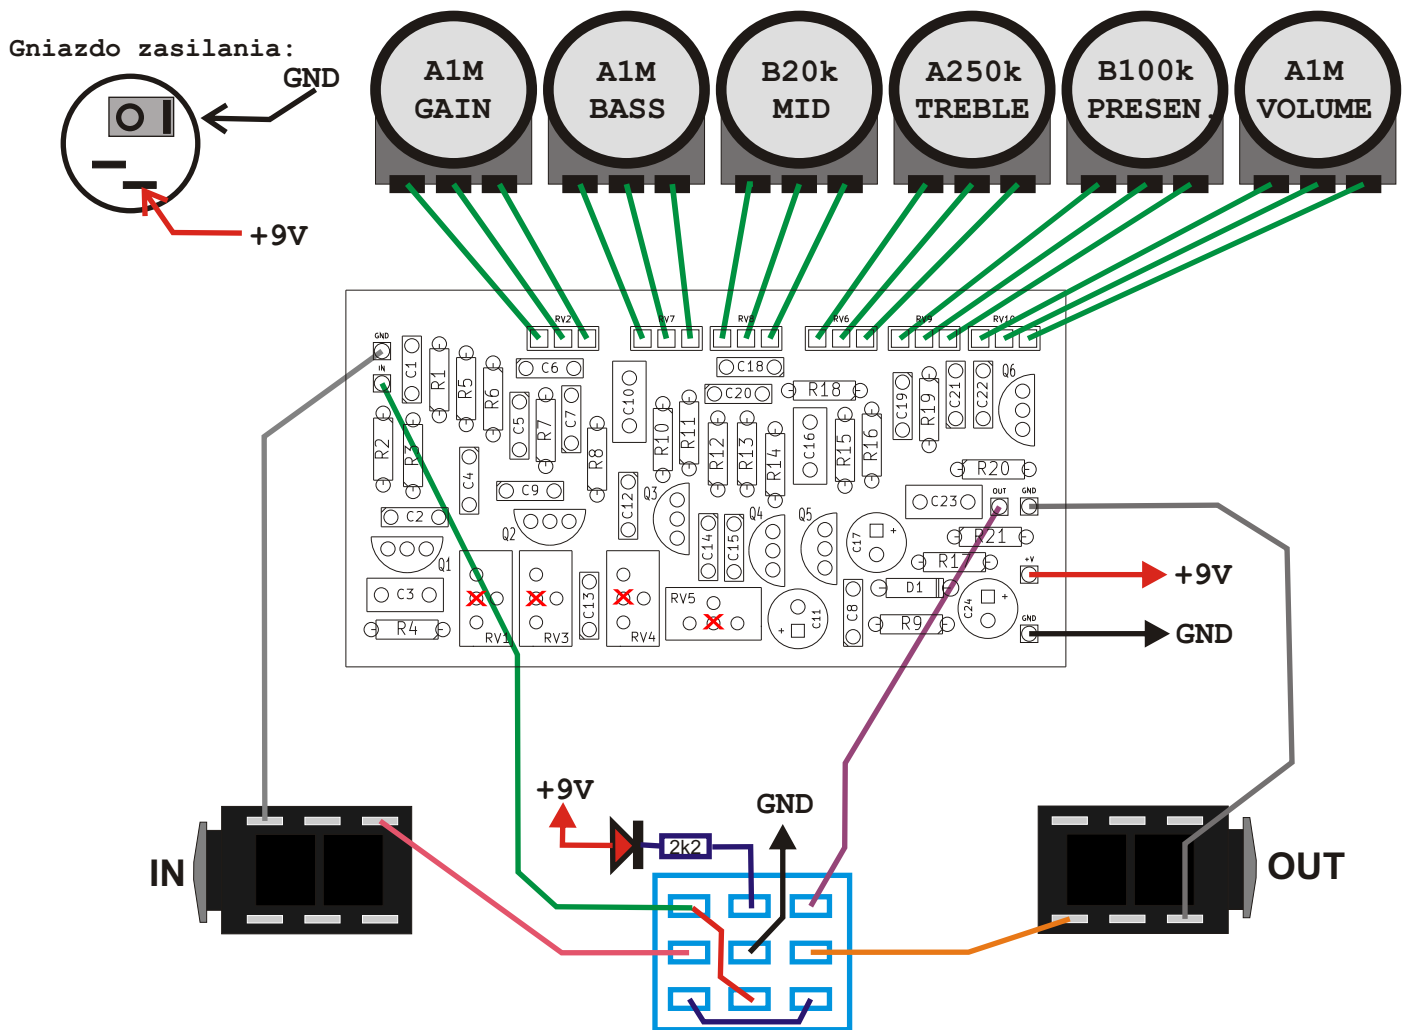 Gniazdo zasilania:
GND
+9V
A1M
GAIN
A1M
BASS
B20k
MID
A250k
TREBLE
B100k
PRESEN.
A1M
VOLUME
RV2
RV7
RV8
RV6
RV9
RV10
GND
IN
C1
R1
R5
R6
C6
C5
R7
C7
C10
C18
C20
R18
C19
R19
C21
C22
Q6
R2
R3
C4
R8
R10
R11
R12
R13
R14
C16
R15
R16
R20
C2
C9
C12
Q3
Q2
Q4
Q5
C14
C15
C17
+
C23
OUT
GND
R21
R17
+V
+9V
Q1
C3
R4
RV1
RV3
C13
RV4
RV5
C11
+
C8
D1
R9
C24
+
GND
GND
+9V
2k2
GND
IN
OUT